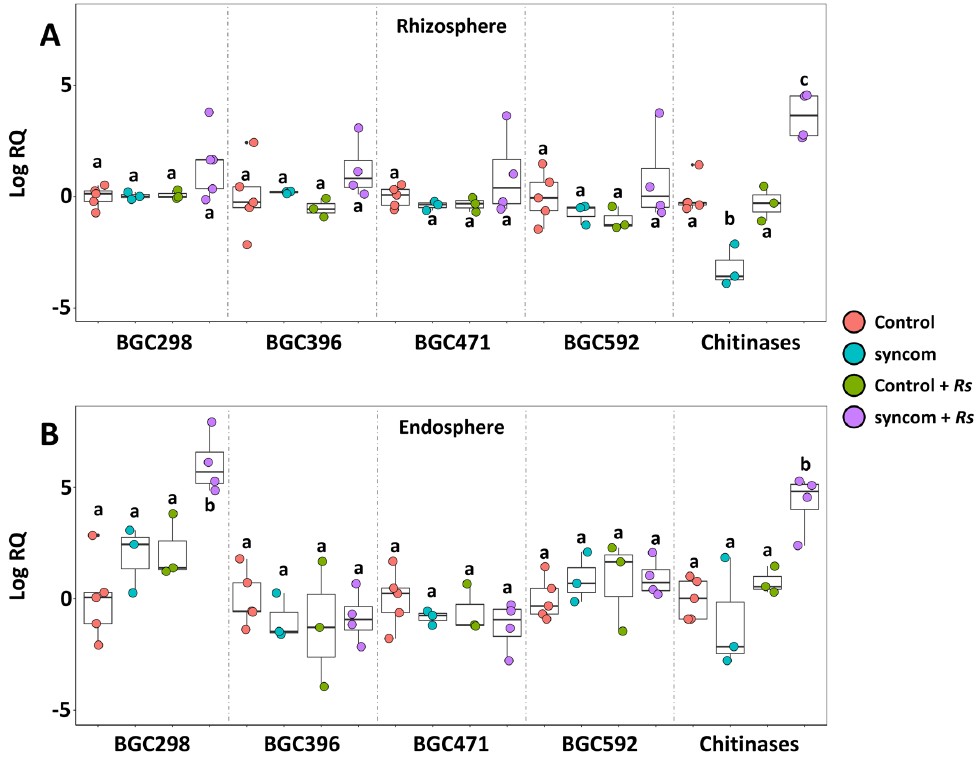 A
Rhizosphere
Log RQ
5
0
-5
a a a a
a a a a
a a a a
a a a a
a b a c
BGC298 BGC396 BGC471 BGC592 Chitinases
Control
syncom
Control + Rs
syncom + Rs
B
Endosphere
Log RQ
5
0
-5
a a a b
a a a a
a a a a
a a a a
a a a b
BGC298 BGC396 BGC471 BGC592 Chitinases